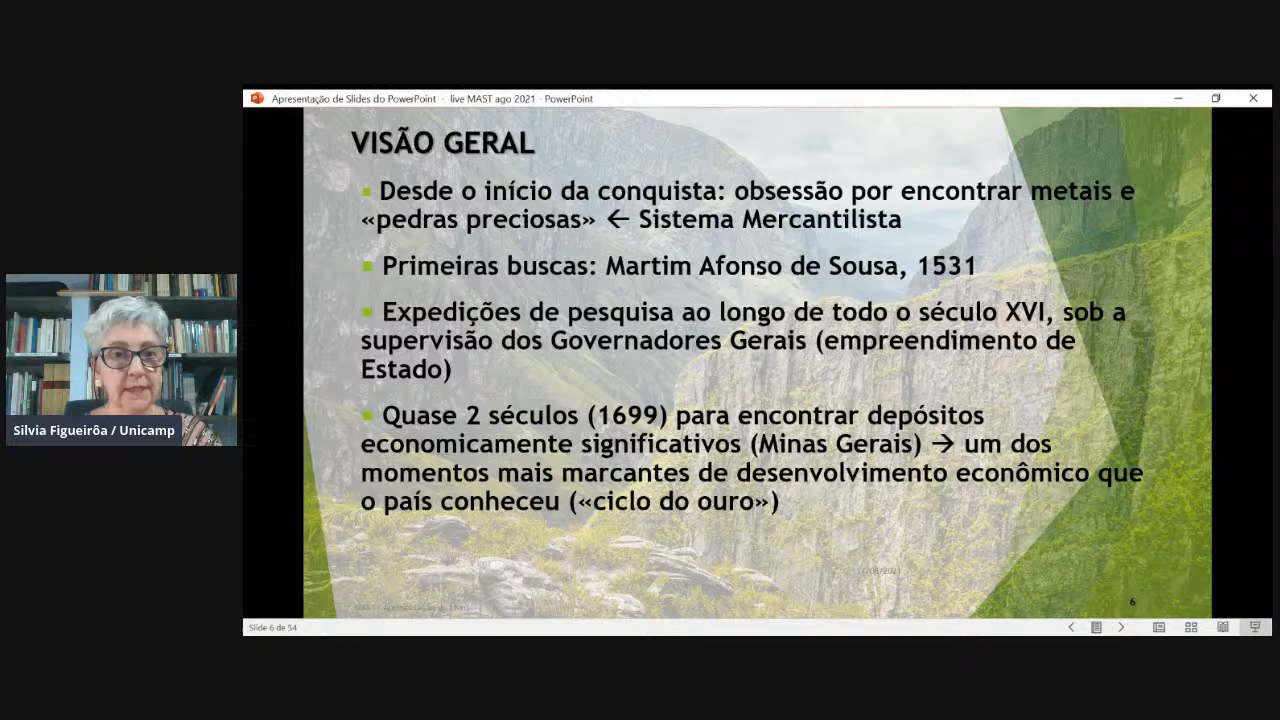 Apresentação de Slides do PowerPoint - live MAST ago 2021 - PowerPoint
VISÃO GERAL
Desde o início da conquista: obsessão por encontrar metais e
«pedras preciosas» ← Sistema Mercantilista
Primeiras buscas: Martim Afonso de Sousa, 1531
Expedições de pesquisa ao longo de todo o século XVI, sob a
supervisão dos Governadores Gerais (empreendimento de
Estado)
Quase 2 séculos (1699) para encontrar depósitos
economicamente significativos (Minas Gerais) → um dos
momentos mais marcantes de desenvolvimento econômico que
o país conheceu («ciclo do ouro»)
6
Slide 6 de 54
Silvia Figueirôa / Unicamp